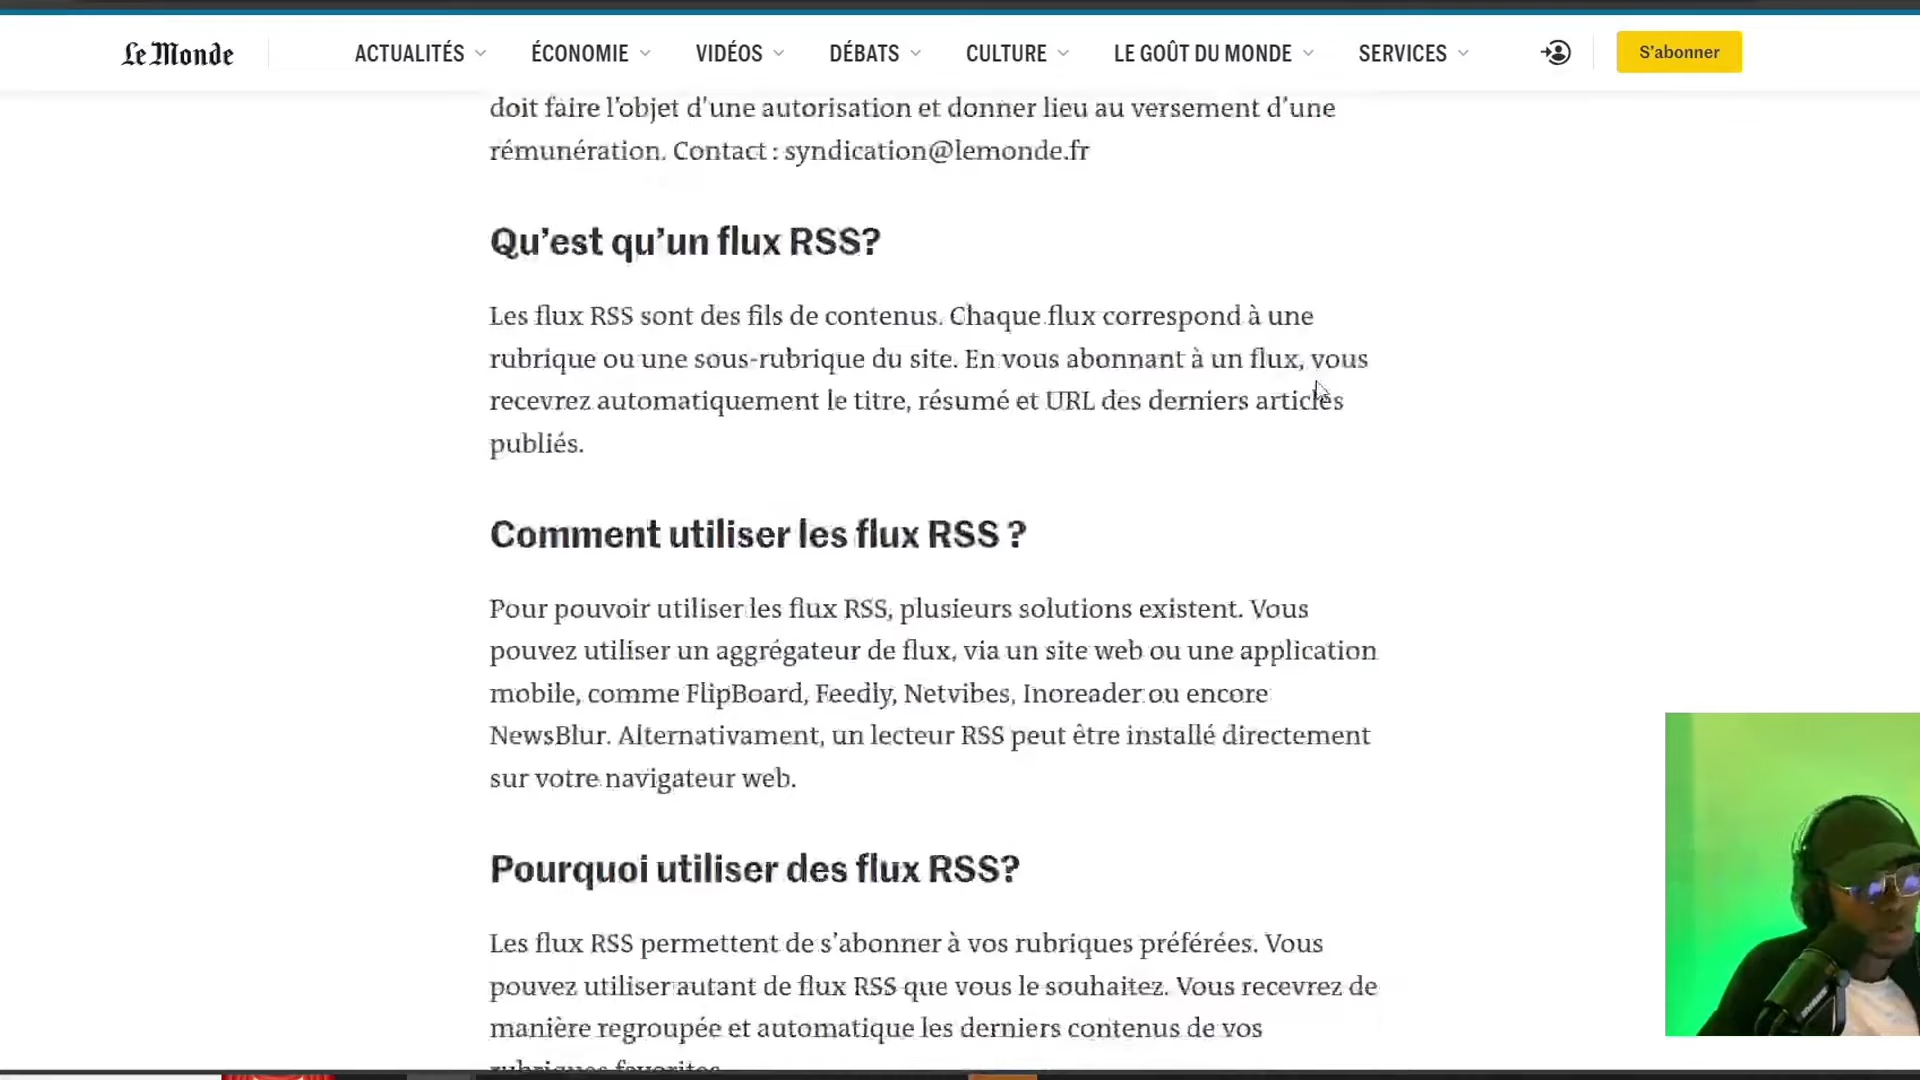 Le Monde
ACTUALITÉS
ÉCONOMIE
VIDÉOS
DÉBATS
CULTURE
LE GOÛT DU MONDE
SERVICES
S'abonner
doit faire l’objet d’une autorisation et donner lieu au versement d’une
rémunération. Contact : syndication@lemonde.fr
Qu’est qu’un flux RSS?
Les flux RSS sont des fils de contenus. Chaque flux correspond à une
rubrique ou une sous-rubrique du site. En vous abonnant à un flux, vous
recevrez automatiquement le titre, résumé et URL des derniers articles
publiés.
Comment utiliser les flux RSS ?
Pour pouvoir utiliser les flux RSS, plusieurs solutions existent. Vous
pouvez utiliser un aggrégateur de flux, via un site web ou une application
mobile, comme FlipBoard, Feedly, Netvibes, Inoreader ou encore
NewsBlur. Alternativament, un lecteur RSS peut être installé directement
sur votre navigateur web.
Pourquoi utiliser des flux RSS?
Les flux RSS permettent de s’abonner à vos rubriques préférées. Vous
pouvez utiliser autant de flux RSS que vous le souhaitez. Vous recevrez de
manière regroupée et automatique les derniers contenus de vos
rubriques favorites.